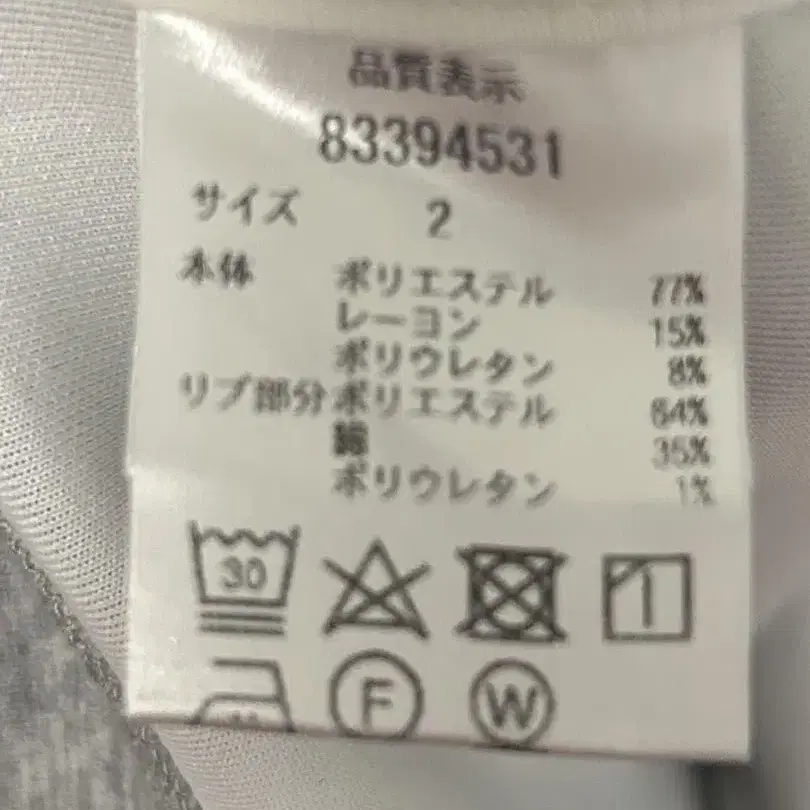 品質表示
83394531
サイズ 2
本体 ポリエステル 77%
レーヨン 15%
ポリウレタン 8%
リブ部分 ポリエステル 64%
綿 35%
ポリウレタン 1%
30
F W